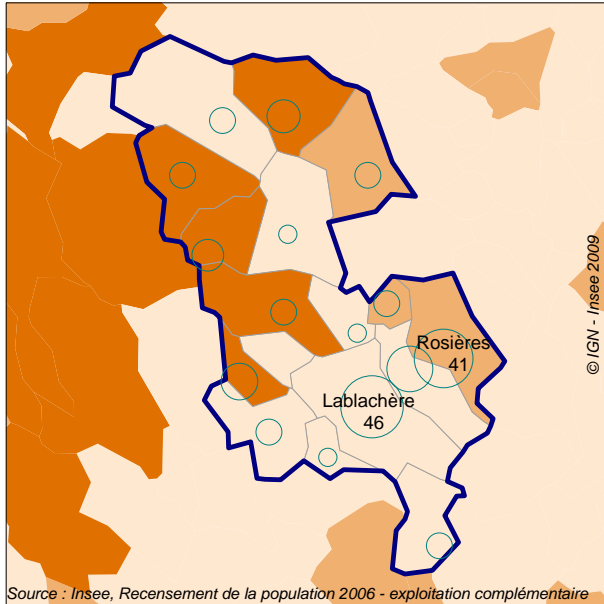 © IGN - Insee 2009
Rosières
41
Lablachère
46
Source : Insee, Recensement de la population 2006 - exploitation complémentaire